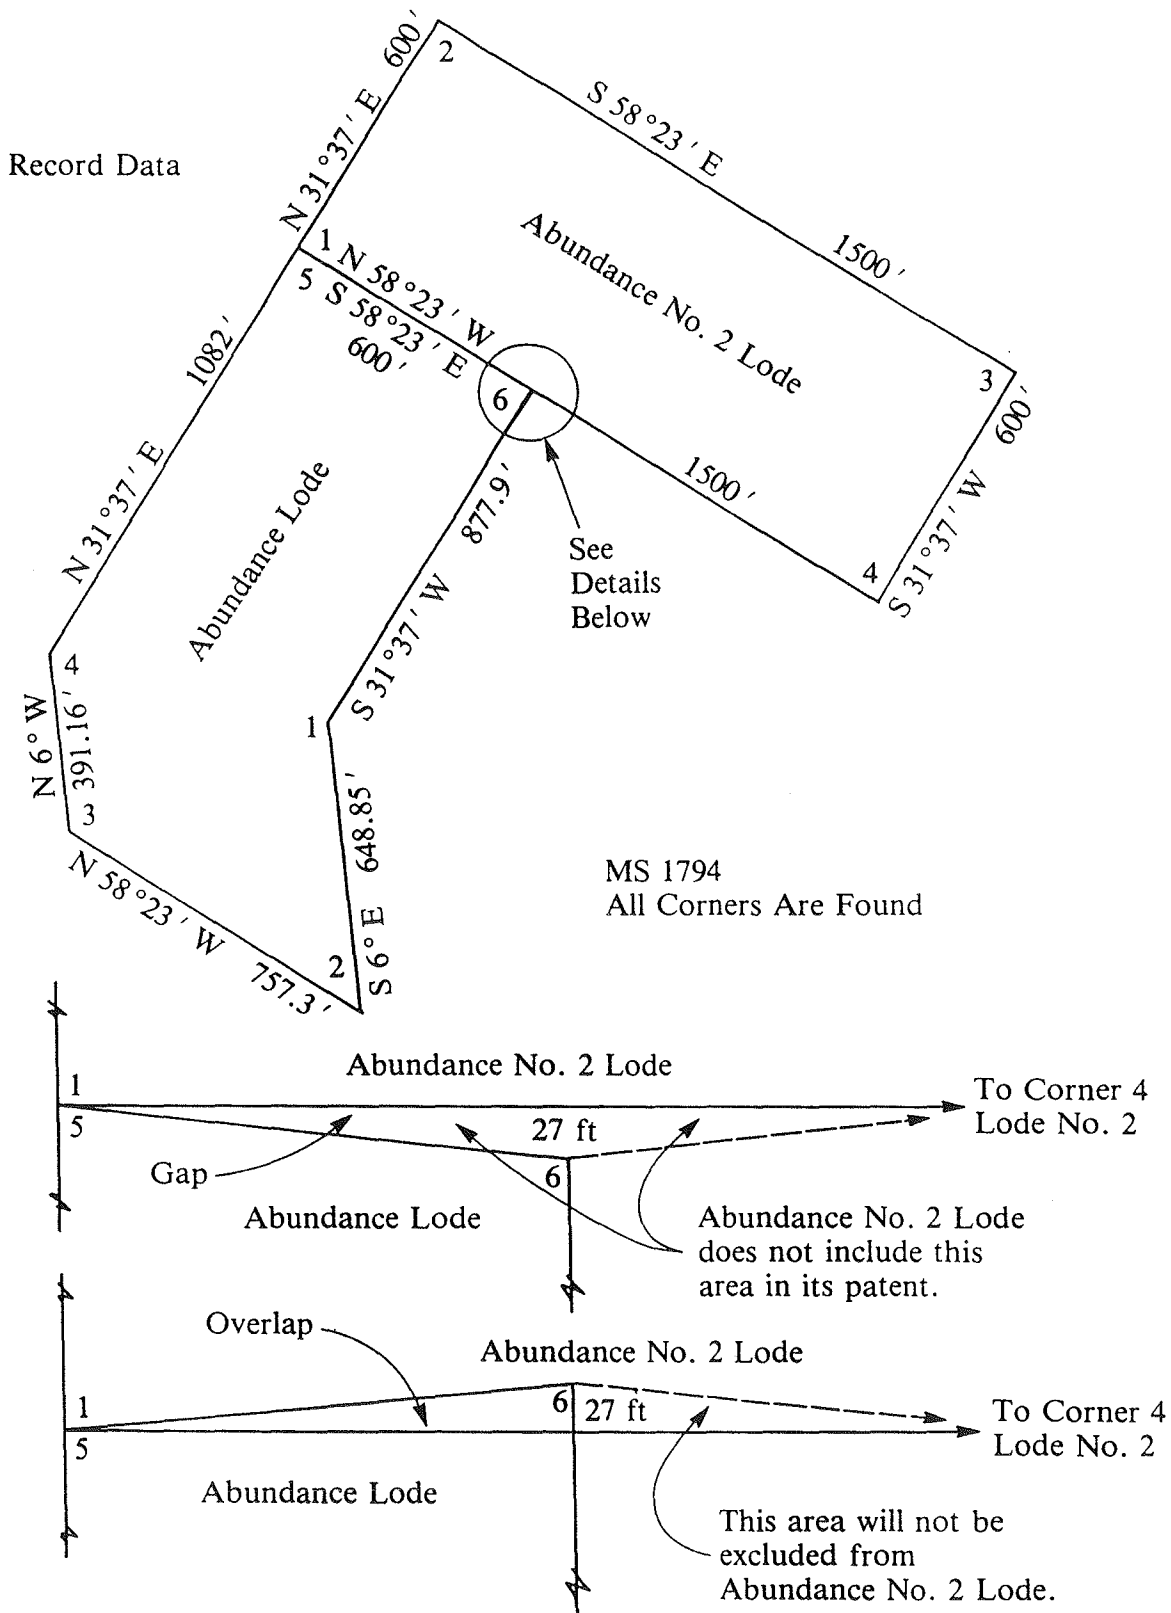 600'
2
S 58°23' E
Record Data
N 31°37' E
Abundance No. 2 Lode
1500'
1
N 58°23' W
5
S 58°23' E
600'
1082'
3
600'
6
1500'
877.9'
See
Details
Below
N 31°37' E
Abundance Lode
4
S 31°37' W
S 31°37' W
4
1
N 6° W
391.16'
3
648.85'
MS 1794
All Corners Are Found
N 58°23' W
757.3'
2
S 6° E
Abundance No. 2 Lode
1
5
27 ft
To Corner 4
Lode No. 2
Gap
6
Abundance Lode
Abundance No. 2 Lode
does not include this
area in its patent.
Overlap
Abundance No. 2 Lode
1
5
6
27 ft
To Corner 4
Lode No. 2
Abundance Lode
This area will not be
excluded from
Abundance No. 2 Lode.